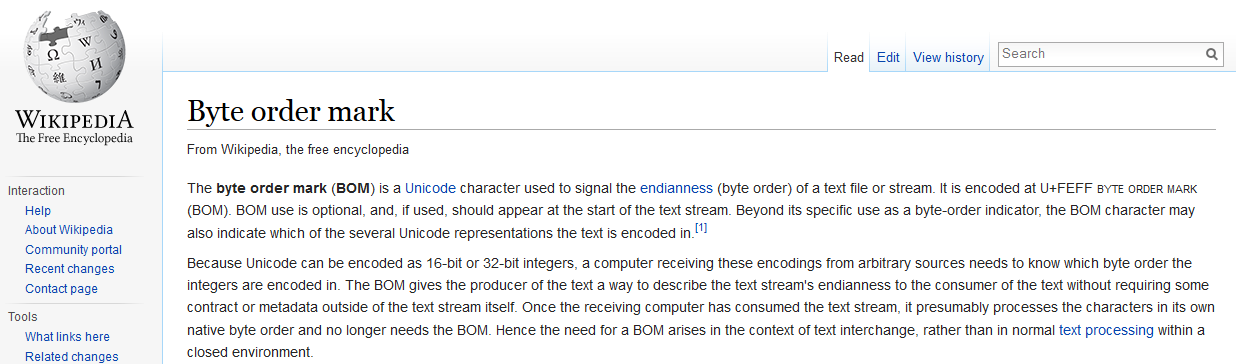 WIKIPEDIA
The Free Encyclopedia
Interaction
Help
About Wikipedia
Community portal
Recent changes
Contact page
Tools
What links here
Related changes
Read Edit View history Search
Byte order mark
From Wikipedia, the free encyclopedia
The byte order mark (BOM) is a Unicode character used to signal the endianness (byte order) of a text file or stream. It is encoded at U+FEFF BYTE ORDER MARK
(BOM). BOM use is optional, and, if used, should appear at the start of the text stream. Beyond its specific use as a byte-order indicator, the BOM character may
also indicate which of the several Unicode representations the text is encoded in.[1]
Because Unicode can be encoded as 16-bit or 32-bit integers, a computer receiving these encodings from arbitrary sources needs to know which byte order the
integers are encoded in. The BOM gives the producer of the text a way to describe the text stream's endianness to the consumer of the text without requiring some
contract or metadata outside of the text stream itself. Once the receiving computer has consumed the text stream, it presumably processes the characters in its own
native byte order and no longer needs the BOM. Hence the need for a BOM arises in the context of text interchange, rather than in normal text processing within a
closed environment.